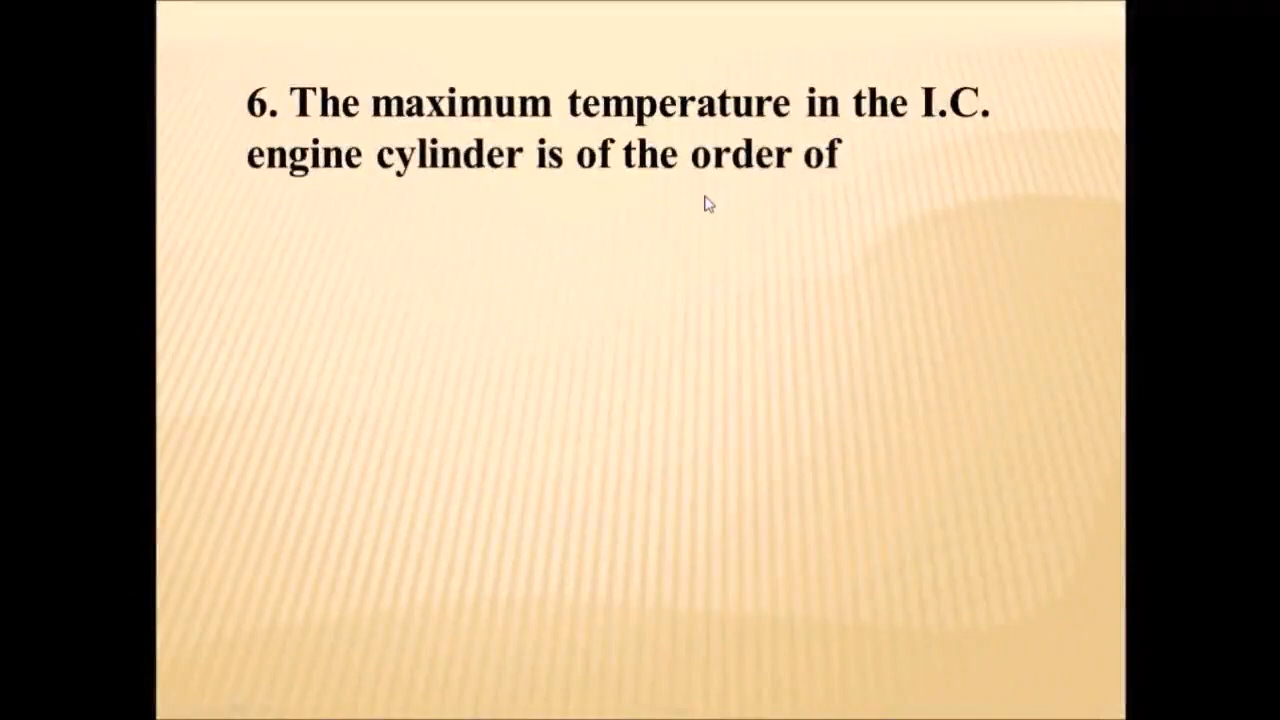 6. The maximum temperature in the I.C.
engine cylinder is of the order of